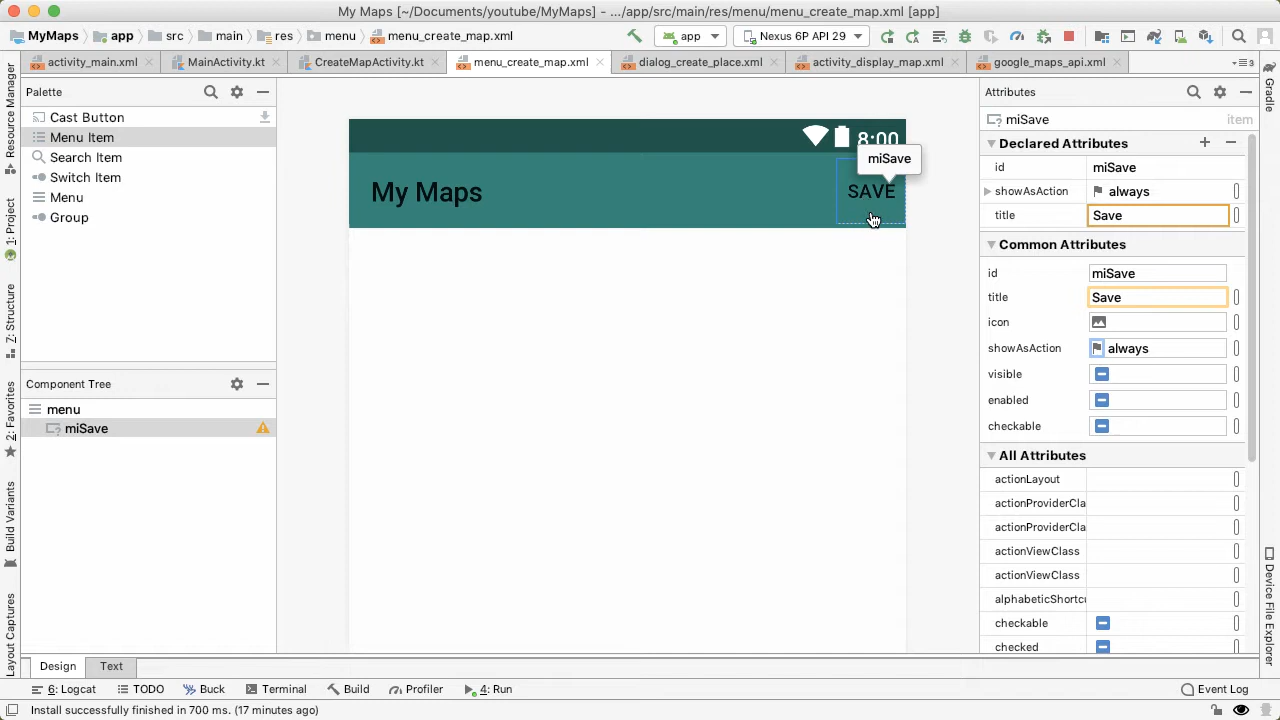 My Maps [~/Documents/youtube/MyMaps] - .../app/src/main/res/menu/menu_create_map.xml [app]
MyMaps app src main res menu menu_create_map.xml app Nexus 6P API 29
activity_main.xml MainActivity.kt CreateMapActivity.kt menu_create_map.xml dialog_create_place.xml activity_display_map.xml google_maps_api.xml 3
Resource Manager
1: Project
Z: Structure
2: Favorites
Build Variants
Layout Captures
Palette
Cast Button
Menu Item
Search Item
Switch Item
Menu
Group
Component Tree
menu
miSave
8:00
miSave
My Maps
SAVE
Attributes
miSave item
Declared Attributes
id miSave
showAsAction always
title Save
Common Attributes
id miSave
title Save
icon
showAsAction always
visible
enabled
checkable
All Attributes
actionLayout
actionProviderCla
actionProviderCla
actionViewClass
actionViewClass
alphabeticShortcu
checkable
checked
Gradle
Device File Explorer
Design Text
6: Logcat TODO Buck Terminal Build Profiler 4: Run Event Log
Install successfully finished in 700 ms. (17 minutes ago)